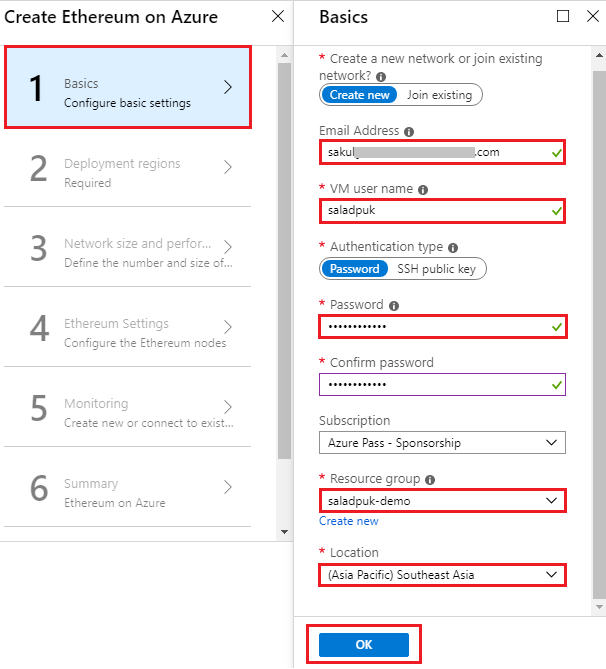 Create Ethereum on Azure
1
Basics
Configure basic settings
2
Deployment regions
Required
3
Network size and perfor...
Define the number and size of...
4
Ethereum Settings
Configure the Ethereum nodes
5
Monitoring
Create new or connect to exist...
6
Summary
Ethereum on Azure
Basics
* Create a new network or join existing
network?
Create new Join existing
Email Address
.com
* VM user name
saladpuk
* Authentication type
Password SSH public key
* Password
••••••••••••
* Confirm password
••••••••••••
Subscription
Azure Pass - Sponsorship
* Resource group
saladpuk-demo
Create new
* Location
(Asia Pacific) Southeast Asia
OK